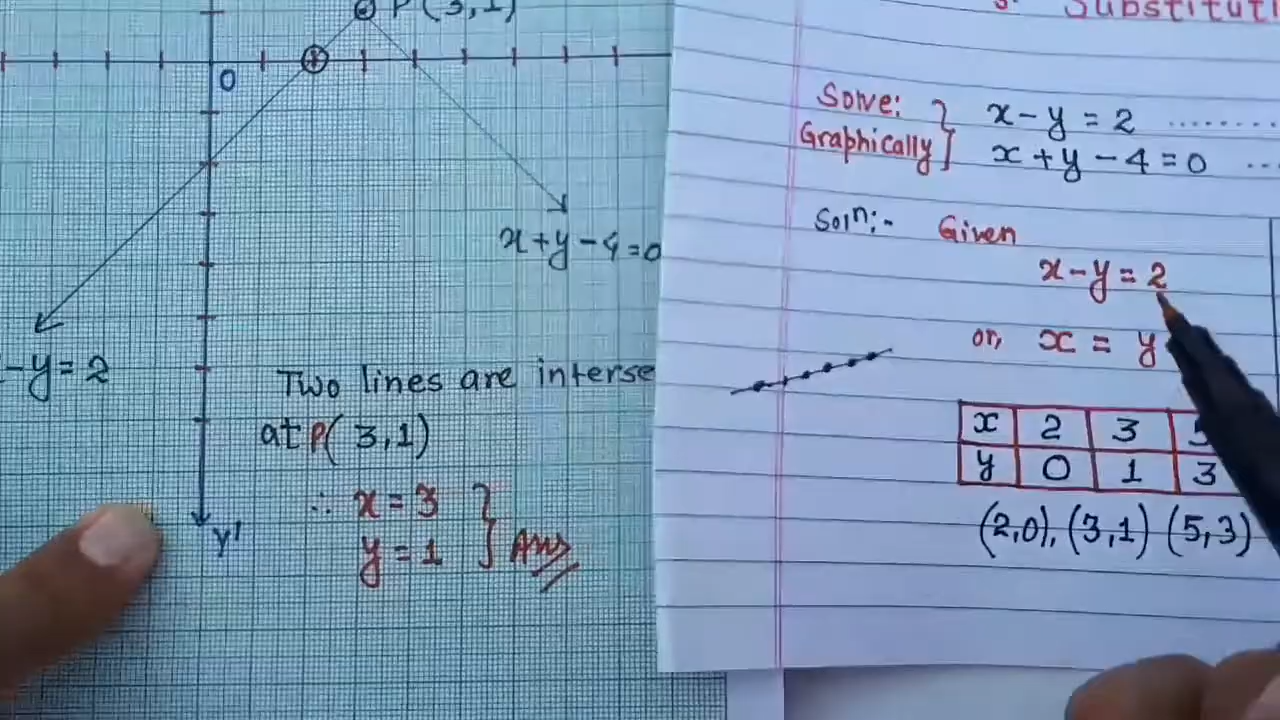 P(3,1)
0
x+y-4=0
-y=2
Two lines are interse
at P(3,1)
∴ x=3
y=1 } Ans
Y'
Solve: Graphically } x-y=2 ........
x+y-4=0 ...
Soln:- Given
x-y=2
or, x = y
x 2 3 5
y 0 1 3
(2,0), (3,1) (5,3)